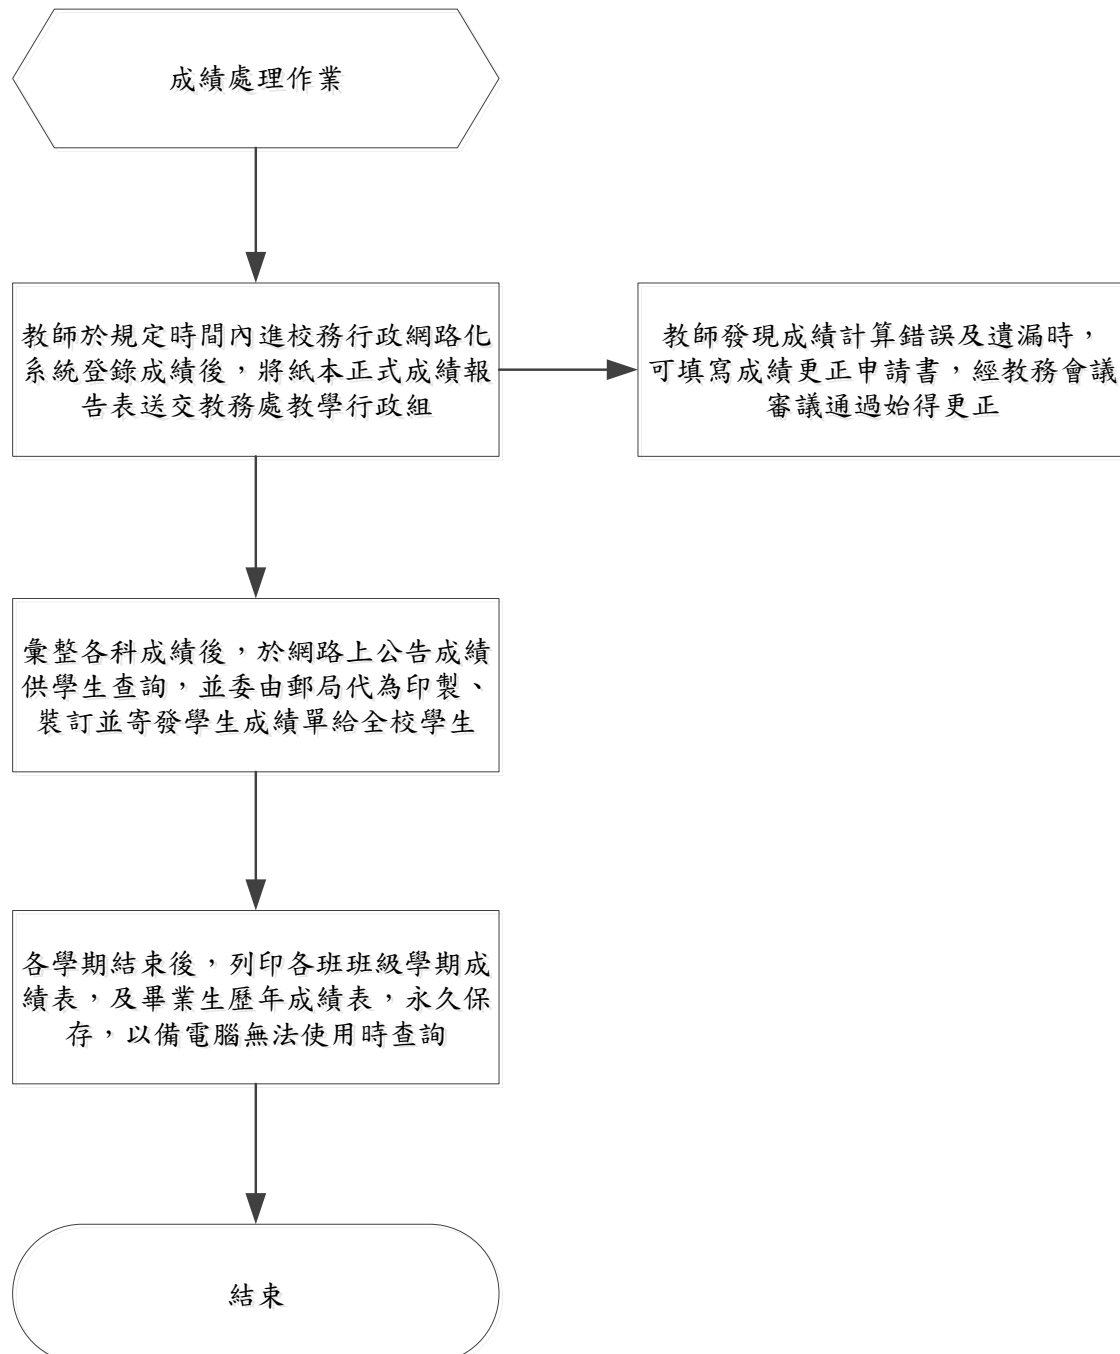 成績處理作業
教師於規定時間內進校務行政網路化
系統登錄成績後，將紙本正式成績報
告表送交教務處教學行政組
教師發現成績計算錯誤及遺漏時，
可填寫成績更正申請書，經教務會議
審議通過始得更正
彙整各科成績後，於網路上公告成績
供學生查詢，並委由郵局代為印製、
裝訂並寄發學生成績單給全校學生
各學期結束後，列印各班班級學期成
績表，及畢業生歷年成績表，永久保
存，以備電腦無法使用時查詢
結束